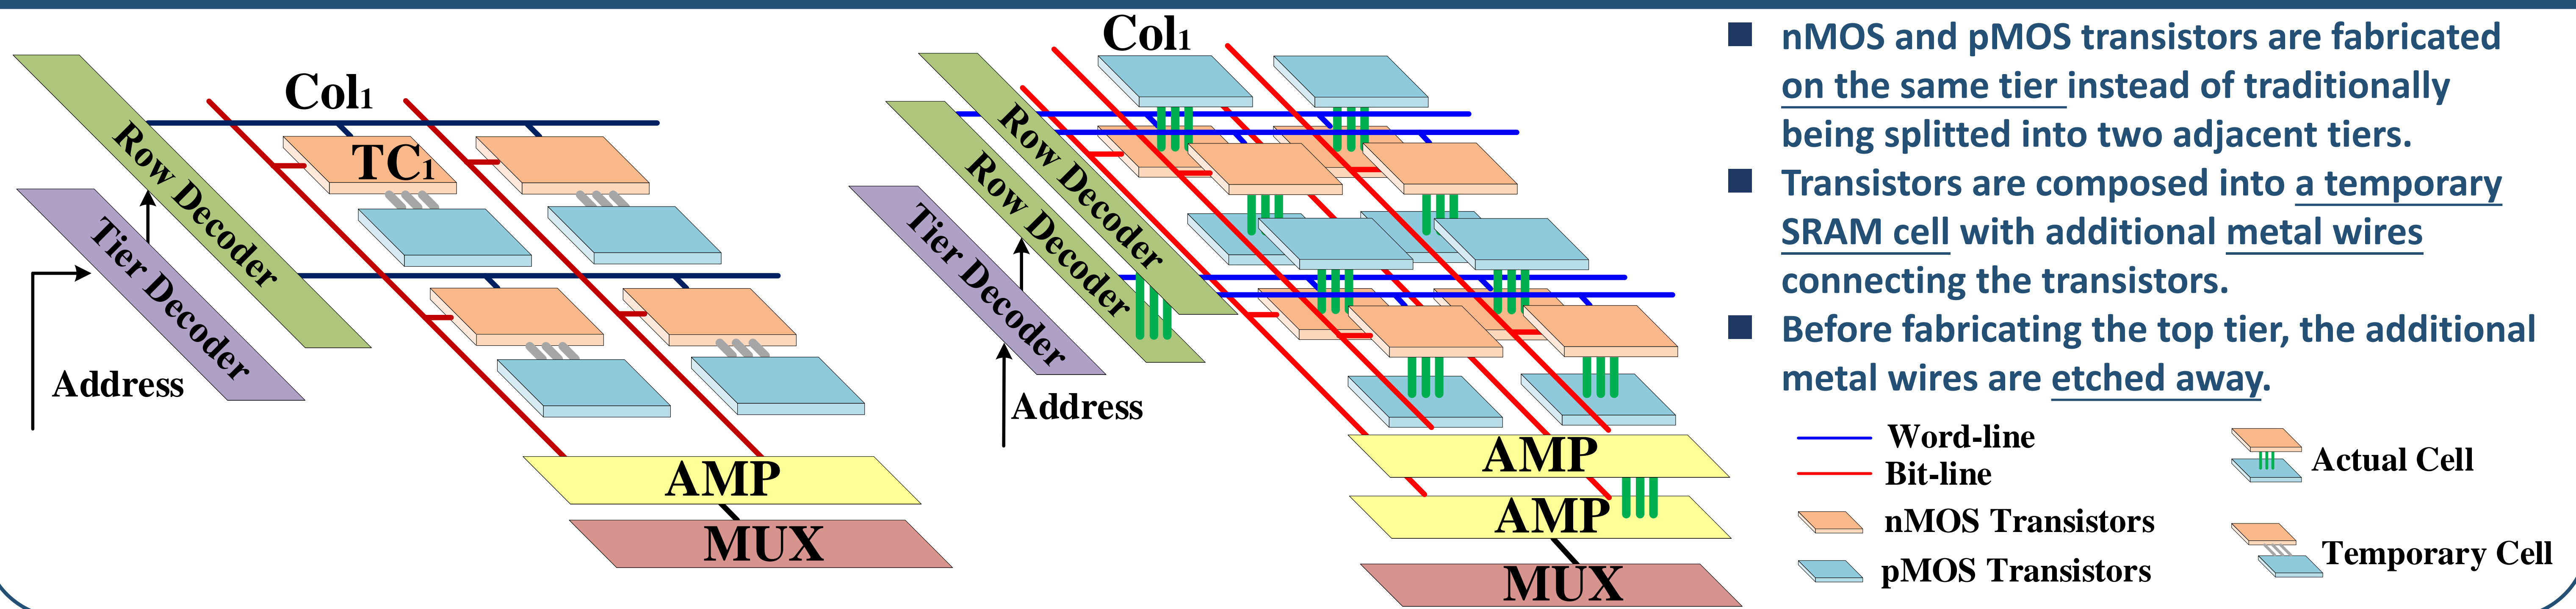 Col1
TC1
Row Decoder
Tier Decoder
Address
AMP
MUX
Col1
Row Decoder
Row Decoder
Tier Decoder
Address
AMP
AMP
MUX
nMOS and pMOS transistors are fabricated
on the same tier instead of traditionally
being splitted into two adjacent tiers.
Transistors are composed into a temporary
SRAM cell with additional metal wires
connecting the transistors.
Before fabricating the top tier, the additional
metal wires are etched away.
Word-line
Bit-line
nMOS Transistors
pMOS Transistors
Actual Cell
Temporary Cell